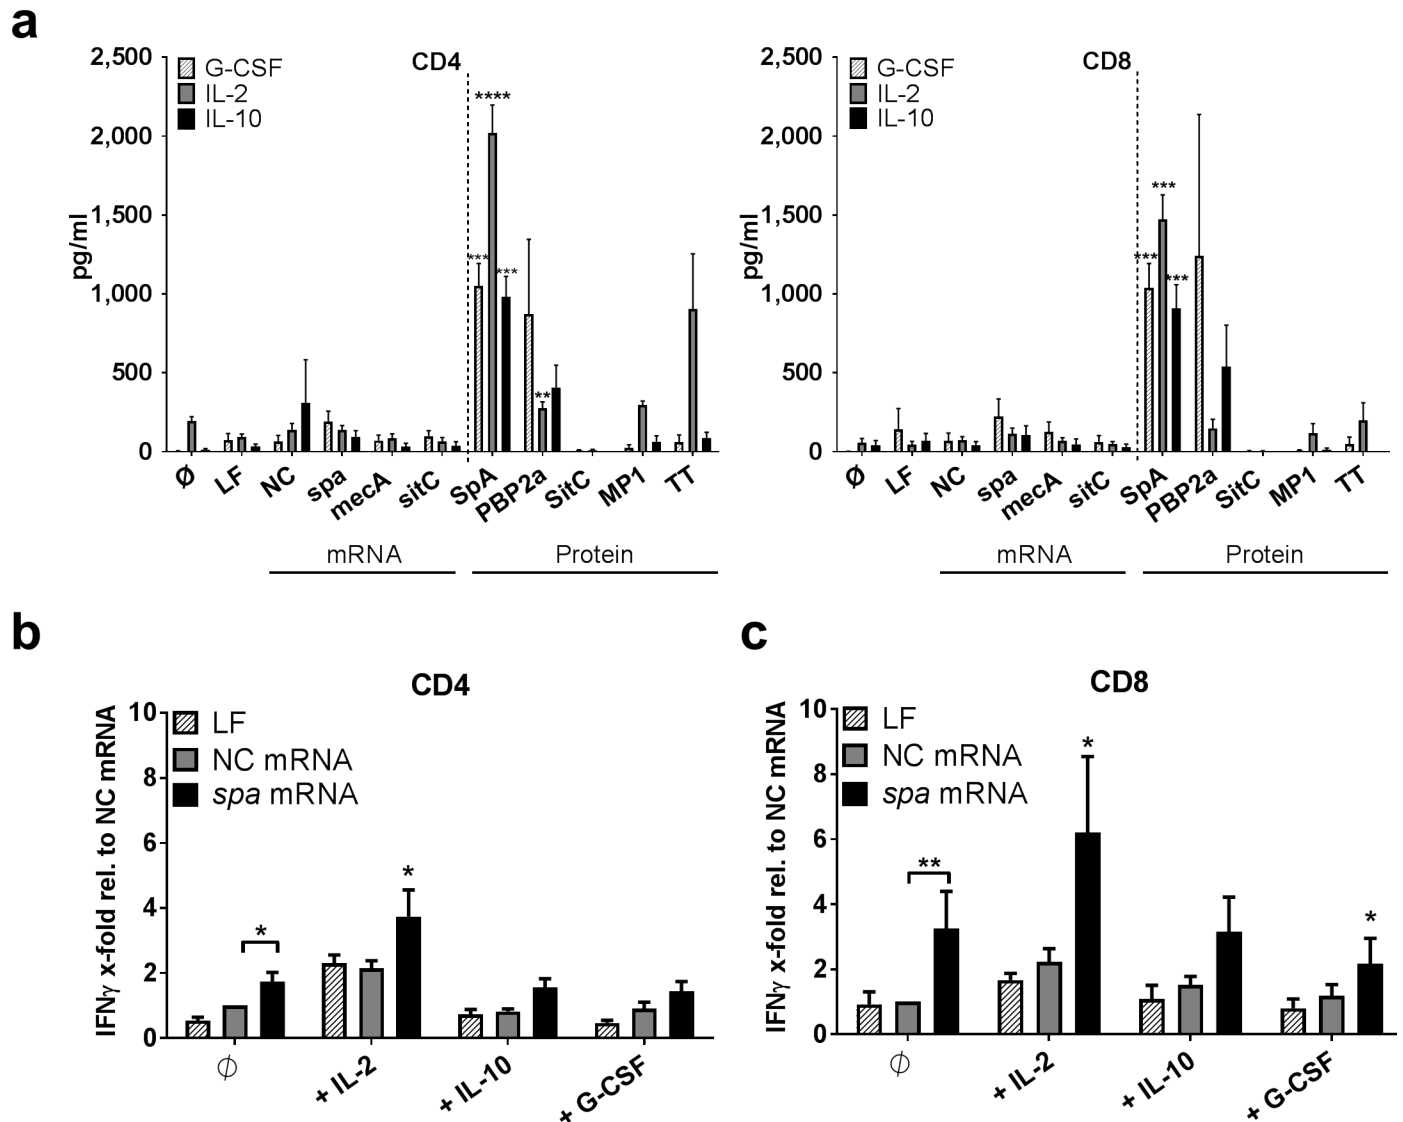 a
CD4
G-CSF
IL-2
IL-10
****
***
***
**
2,500
2,000
1,500
1,000
500
0
pg/ml
Ø LF NC spa mecA sitC SpA PBP2a SitC MP1 TT
mRNA Protein
CD8
G-CSF
IL-2
IL-10
***
***
***
2,500
2,000
1,500
1,000
500
0
pg/ml
Ø LF NC spa mecA sitC SpA PBP2a SitC MP1 TT
mRNA Protein
b
CD4
LF
NC mRNA
spa mRNA
*
*
10
8
6
4
2
0
IFNγ x-fold rel. to NC mRNA
∅ + IL-2 + IL-10 + G-CSF
c
CD8
LF
NC mRNA
spa mRNA
*
**
*
10
8
6
4
2
0
IFNγ x-fold rel. to NC mRNA
∅ + IL-2 + IL-10 + G-CSF